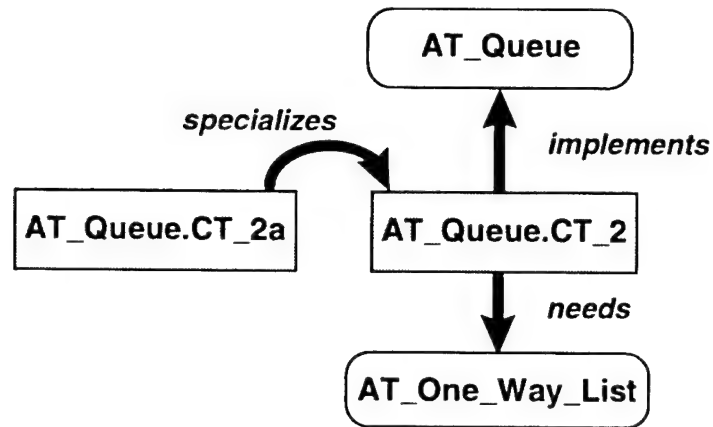 AT_Queue
specializes
implements
AT_Queue.CT_2a
AT_Queue.CT_2
needs
AT_One_Way_List